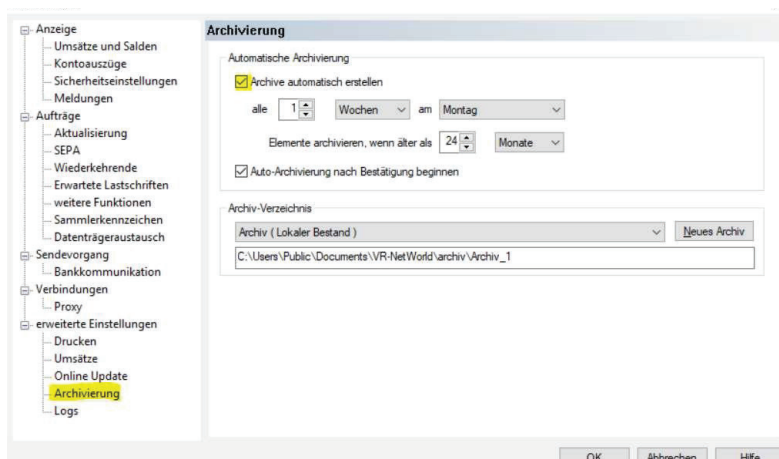 Anzeige
Umsätze und Salden
Kontoauszüge
Sicherheitseinstellungen
Meldungen
Aufträge
Aktualisierung
SEPA
Wiederkehrende
Erwartete Lastschriften
weitere Funktionen
Sammlerkennzeichen
Datenträgeraustausch
Sendevorgang
Bankkommunikation
Verbindungen
Proxy
erweiterte Einstellungen
Drucken
Umsätze
Online Update
Archivierung
Logs
Archivierung
Automatische Archivierung
Archive automatisch erstellen
alle 1 Wochen am Montag
Elemente archivieren, wenn älter als 24 Monate
Auto-Archivierung nach Bestätigung beginnen
Archiv-Verzeichnis
Archiv ( Lokaler Bestand ) Neues Archiv
C:\Users\Public\Documents\VR-NetWorld\archiv\Archiv_1
OK Abbrechen Hilfe